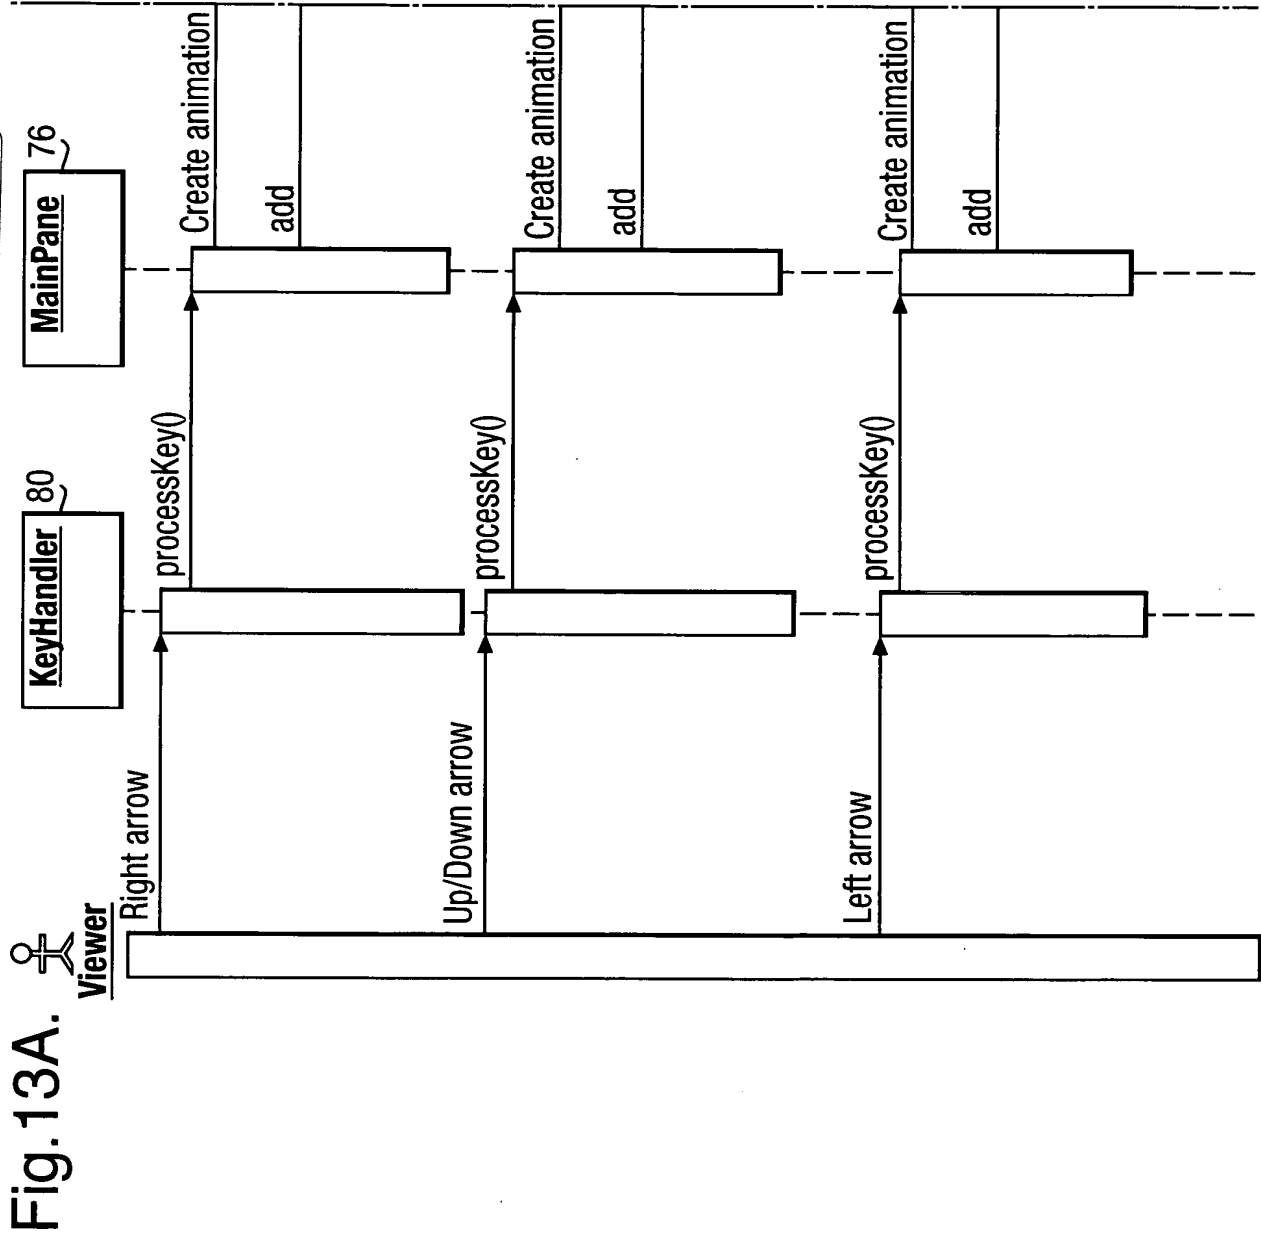 Fig.13A.
Viewer
KeyHandler
80
MainPane
76
Right arrow
processKey()
Create animation
add
Up/Down arrow
processKey()
Create animation
add
Left arrow
processKey()
Create animation
add